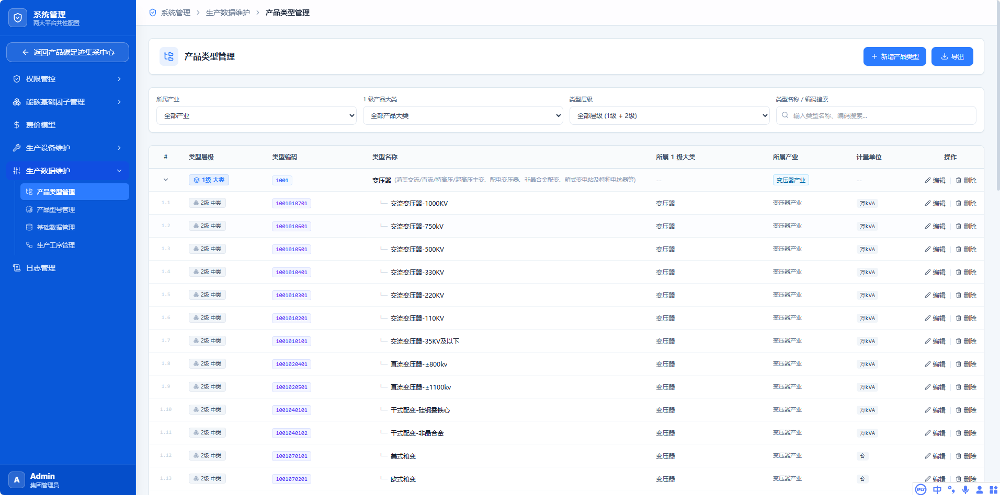 系统管理
两大平台共性配置
返回产品碳足迹集采中心
权限管控
能碳基础因子管理
费价模型
生产设备维护
生产数据维护
产品类型管理
产品型号管理
基础数据管理
生产工序管理
日志管理
A
Admin
集团管理员
系统管理 > 生产数据维护 > 产品类型管理
产品类型管理
+ 新增产品类型
导出
所属产业 1 级产品大类 类型层级 类型名称 / 编码搜索
全部产业 全部产品大类 全部层级 (1级 + 2级) 输入类型名称、编码搜索...
# 类型层级 类型编码 类型名称 所属 1 级大类 所属产业 计量单位 操作
1级 大类 1001 变压器 (涵盖交流/直流/特高压/超高压主变、配电变压器、非晶合金配变、箱式变电站及特种电抗器等) -- 变压器产业 -- 编辑 删除
1.1 2级 中类 1001010701 交流变压器-1000KV 变压器 变压器产业 万kVA 编辑 删除
1.2 2级 中类 1001010601 交流变压器-750kV 变压器 变压器产业 万kVA 编辑 删除
1.3 2级 中类 1001010501 交流变压器-500KV 变压器 变压器产业 万kVA 编辑 删除
1.4 2级 中类 1001010401 交流变压器-330KV 变压器 变压器产业 万kVA 编辑 删除
1.5 2级 中类 1001010301 交流变压器-220KV 变压器 变压器产业 万kVA 编辑 删除
1.6 2级 中类 1001010201 交流变压器-110KV 变压器 变压器产业 万kVA 编辑 删除
1.7 2级 中类 1001010101 交流变压器-35KV及以下 变压器 变压器产业 万kVA 编辑 删除
1.8 2级 中类 1001020401 直流变压器-±800kv 变压器 变压器产业 万kVA 编辑 删除
1.9 2级 中类 1001020501 直流变压器-±1100kv 变压器 变压器产业 万kVA 编辑 删除
1.10 2级 中类 1001040101 干式配变-硅钢叠铁心 变压器 变压器产业 万kVA 编辑 删除
1.11 2级 中类 1001040102 干式配变-非晶合金 变压器 变压器产业 万kVA 编辑 删除
1.12 2级 中类 1001070101 美式箱变 变压器 变压器产业 台 编辑 删除
1.13 2级 中类 1001070201 欧式箱变 变压器 变压器产业 台 编辑 删除
iFLY 中